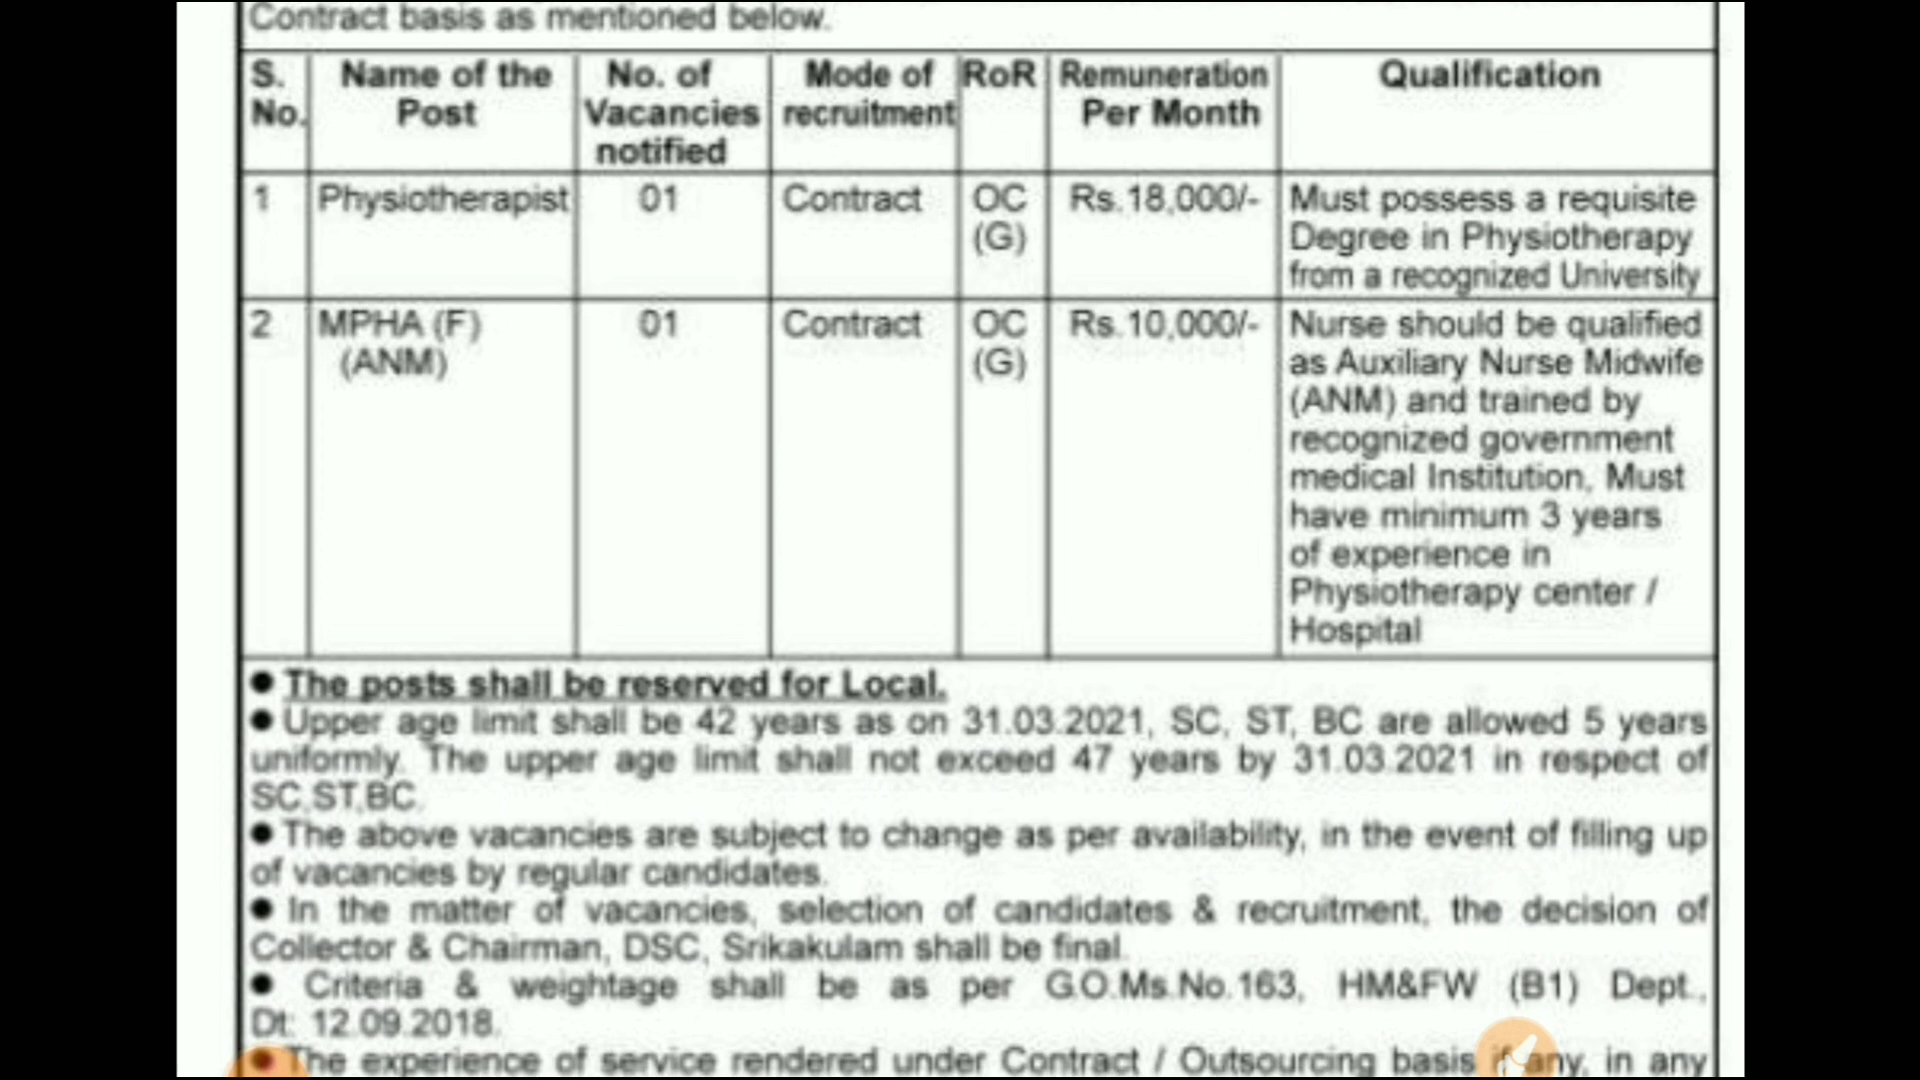 Contract basis as mentioned below.
S. No. | Name of the Post | No. of Vacancies notified | Mode of recruitment | RoR | Remuneration Per Month | Qualification
1 | Physiotherapist | 01 | Contract | OC (G) | Rs.18,000/- | Must possess a requisite Degree in Physiotherapy from a recognized University
2 | MPHA (F) (ANM) | 01 | Contract | OC (G) | Rs.10,000/- | Nurse should be qualified as Auxiliary Nurse Midwife (ANM) and trained by recognized government medical Institution, Must have minimum 3 years of experience in Physiotherapy center / Hospital
● The posts shall be reserved for Local.
● Upper age limit shall be 42 years as on 31.03.2021, SC, ST, BC are allowed 5 years
uniformly. The upper age limit shall not exceed 47 years by 31.03.2021 in respect of
SC,ST,BC.
● The above vacancies are subject to change as per availability, in the event of filling up
of vacancies by regular candidates.
● In the matter of vacancies, selection of candidates & recruitment, the decision of
Collector & Chairman, DSC, Srikakulam shall be final.
● Criteria & weightage shall be as per G.O.Ms.No.163, HM&FW (B1) Dept.,
Dt: 12.09.2018.
● The experience of service rendered under Contract / Outsourcing basis if any, in any